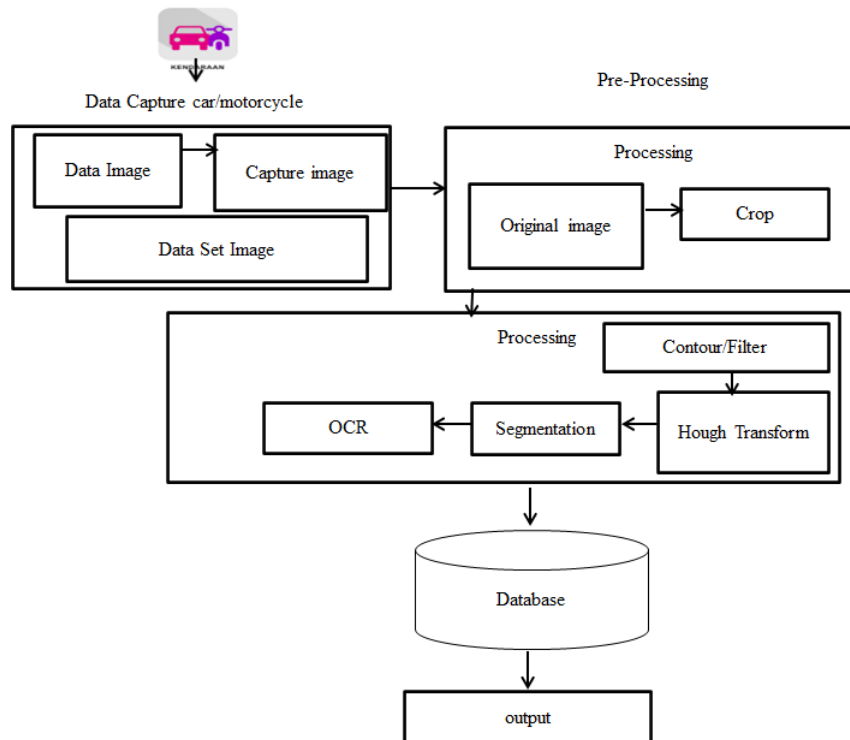 KENDARAAN
Data Capture car/motorcycle
Pre-Processing
Data Image
Capture image
Data Set Image
Processing
Original image
Crop
Processing
Contour/Filter
OCR
Segmentation
Hough Transform
Database
output